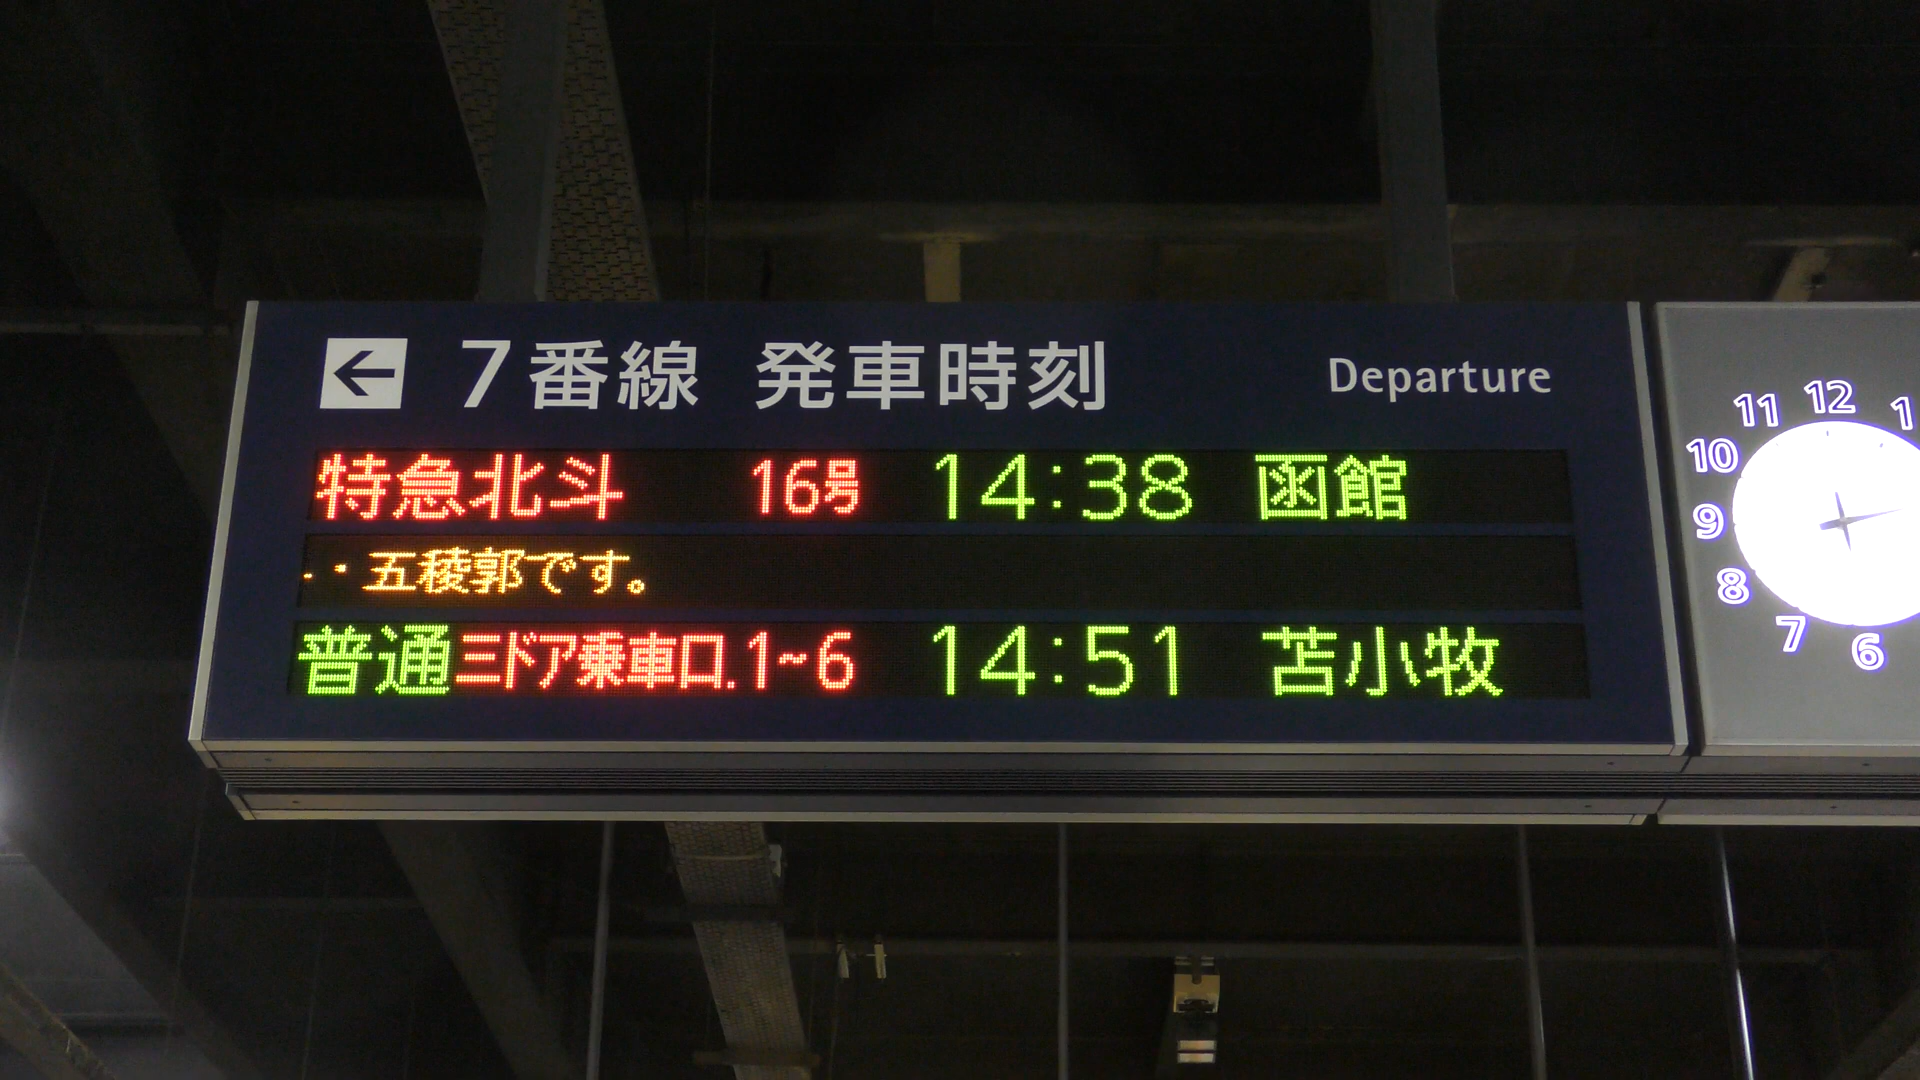 7番線 発車時刻 Departure
特急北斗 16号 14:38 函館
・・五稜郭です。
普通 ミドア乗車口.1~6 14:51 苫小牧
11 12 1
10
9
8
7 6